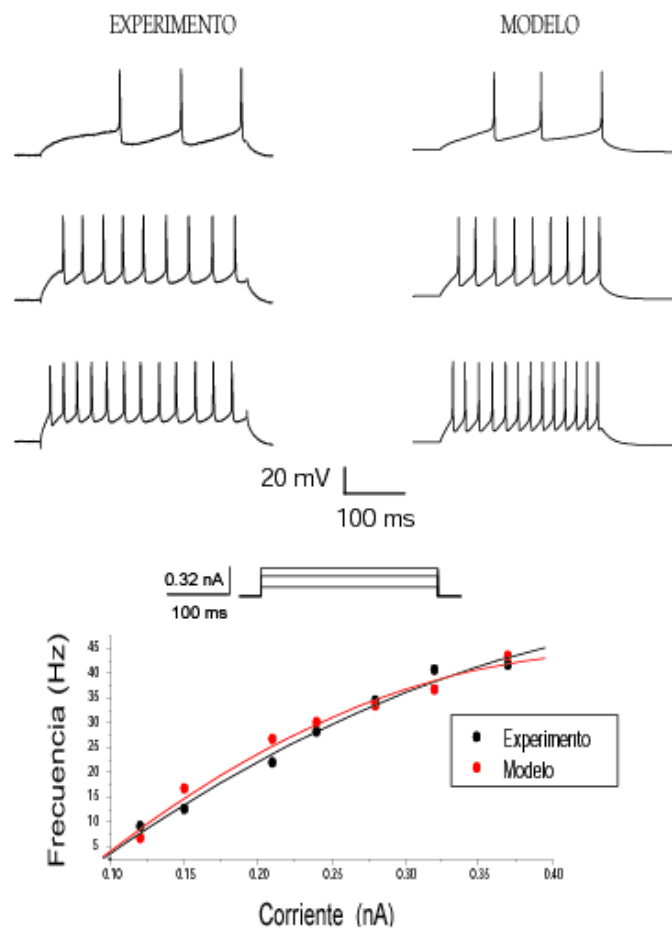 EXPERIMENTO
MODELO
20 mV
100 ms
0.32 nA
100 ms
Frecuencia (Hz)
45
40
35
30
25
20
15
10
5
0.10 0.15 0.20 0.25 0.30 0.35 0.40
Experimento
Modelo
Corriente (nA)